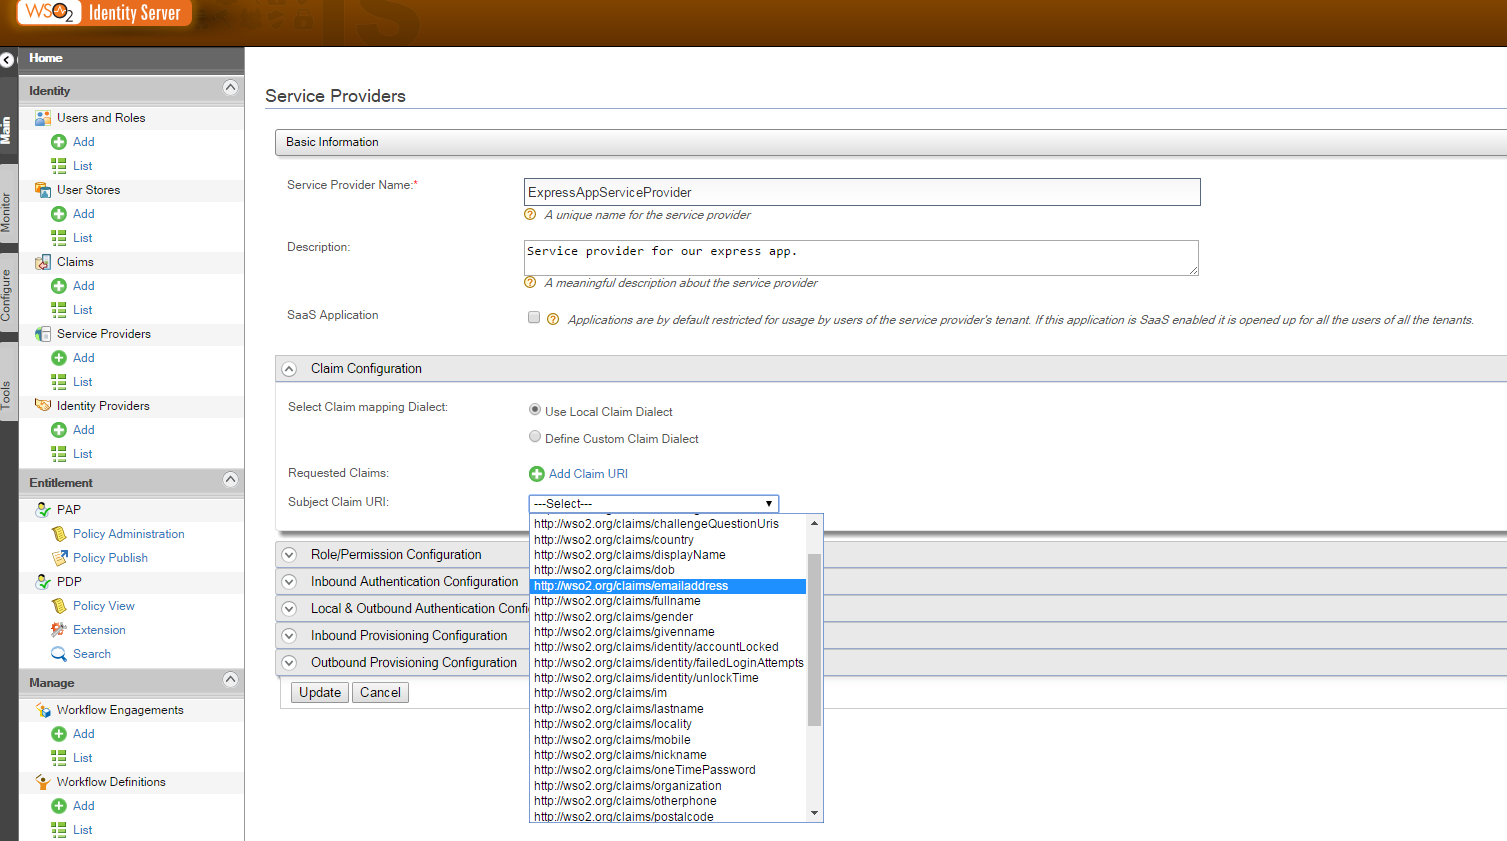 WSO2 Identity Server
Home
Identity
Users and Roles
Add
List
User Stores
Add
List
Claims
Add
List
Service Providers
Add
List
Identity Providers
Add
List
Entitlement
PAP
Policy Administration
Policy Publish
PDP
Policy View
Extension
Search
Manage
Workflow Engagements
Add
List
Workflow Definitions
Add
List
Main
Monitor
Configure
Tools
Service Providers
Basic Information
Service Provider Name:*
ExpressAppServiceProvider
A unique name for the service provider
Description:
Service provider for our express app.
A meaningful description about the service provider
SaaS Application
Applications are by default restricted for usage by users of the service provider's tenant. If this application is SaaS enabled it is opened up for all the users of all the tenants.
Claim Configuration
Select Claim mapping Dialect:
Use Local Claim Dialect
Define Custom Claim Dialect
Requested Claims:
Add Claim URI
Subject Claim URI:
---Select---
http://wso2.org/claims/challengeQuestionUris
http://wso2.org/claims/country
http://wso2.org/claims/displayName
http://wso2.org/claims/dob
http://wso2.org/claims/emailaddress
http://wso2.org/claims/fullname
http://wso2.org/claims/gender
http://wso2.org/claims/givenname
http://wso2.org/claims/identity/accountLocked
http://wso2.org/claims/identity/failedLoginAttempts
http://wso2.org/claims/identity/unlockTime
http://wso2.org/claims/im
http://wso2.org/claims/lastname
http://wso2.org/claims/locality
http://wso2.org/claims/mobile
http://wso2.org/claims/nickname
http://wso2.org/claims/oneTimePassword
http://wso2.org/claims/organization
http://wso2.org/claims/otherphone
http://wso2.org/claims/postalcode
Role/Permission Configuration
Inbound Authentication Configuration
Local & Outbound Authentication Confi
Inbound Provisioning Configuration
Outbound Provisioning Configuration
Update
Cancel